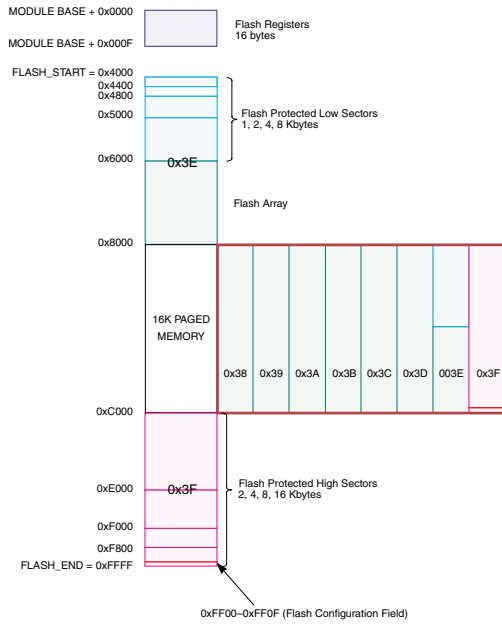 MODULE BASE + 0x0000
Flash Registers
16 bytes
MODULE BASE + 0x000F
FLASH_START = 0x4000
0x4400
0x4800
0x5000
Flash Protected Low Sectors
1, 2, 4, 8 Kbytes
0x6000
0x3E
Flash Array
0x8000
16K PAGED
MEMORY
0x38 0x39 0x3A 0x3B 0x3C 0x3D 003E 0x3F
0xC000
0xE000
0x3F
Flash Protected High Sectors
2, 4, 8, 16 Kbytes
0xF000
0xF800
FLASH_END = 0xFFFF
0xFF00–0xFF0F (Flash Configuration Field)